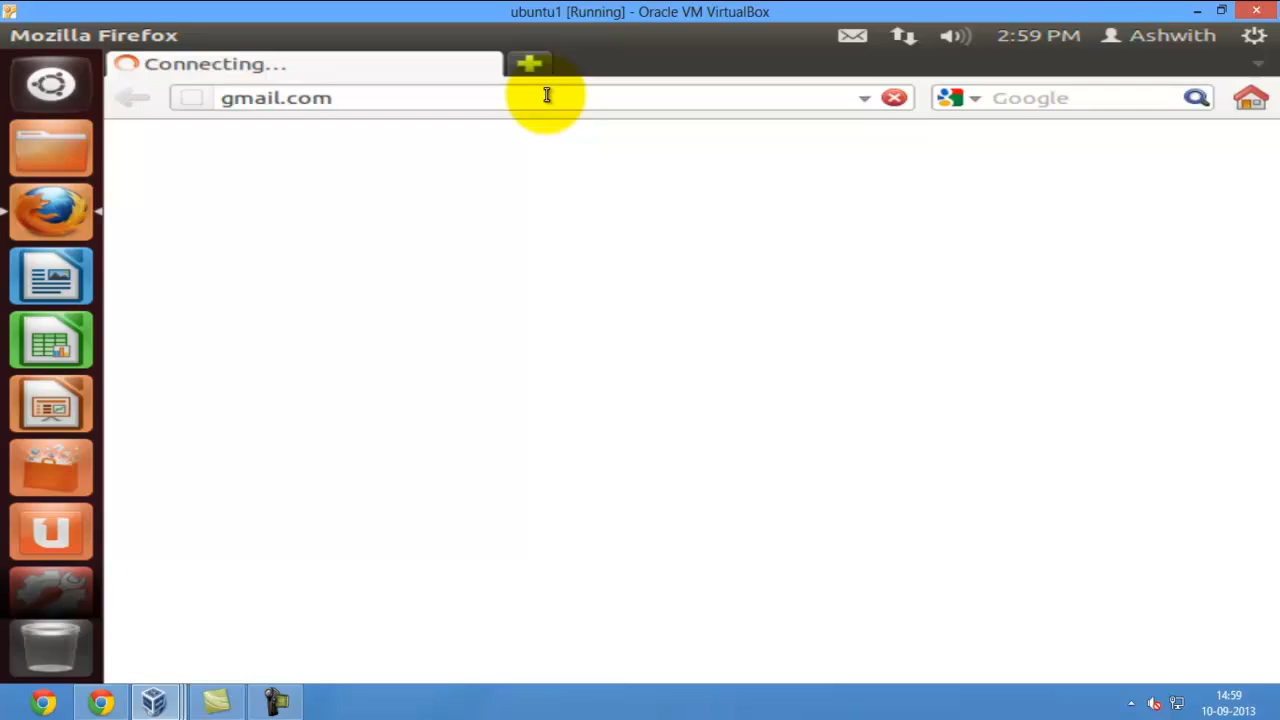 ubuntu1 [Running] - Oracle VM VirtualBox
Mozilla Firefox
2:59 PM
Ashwith
Connecting...
gmail.com
Google
14:59
10-09-2013